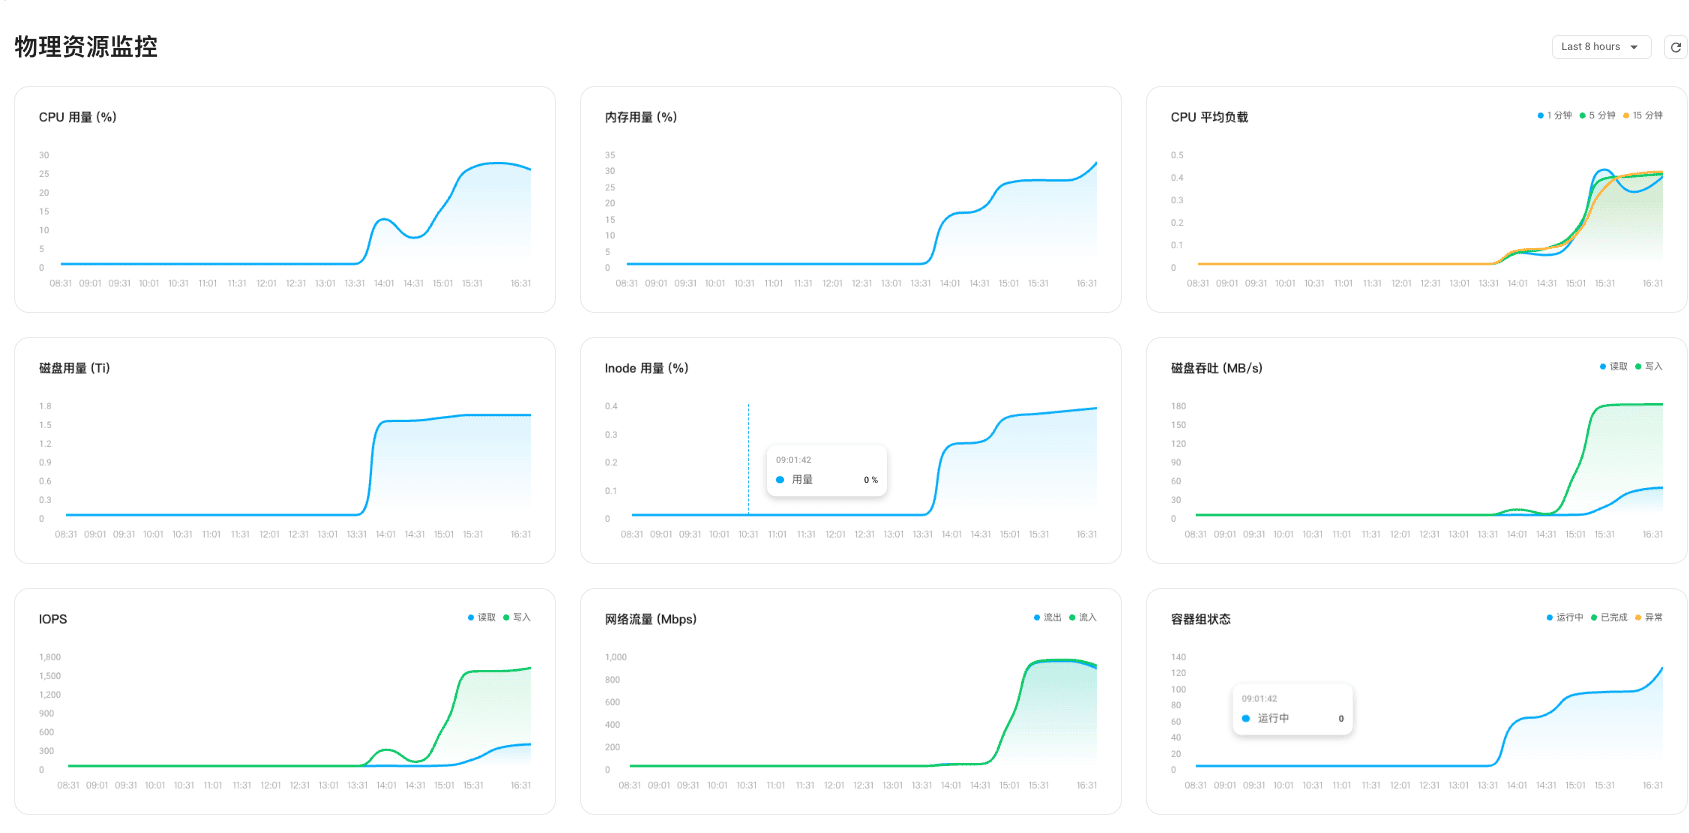 物理资源监控
Last 8 hours
CPU 用量 (%)
30
25
20
15
10
5
0
08:31 09:01 09:31 10:01 10:31 11:01 11:31 12:01 12:31 13:01 13:31 14:01 14:31 15:01 15:31 16:31
内存用量 (%)
35
30
25
20
15
10
5
0
08:31 09:01 09:31 10:01 10:31 11:01 11:31 12:01 12:31 13:01 13:31 14:01 14:31 15:01 15:31 16:31
CPU 平均负载
1 分钟 5 分钟 15 分钟
0.5
0.4
0.3
0.2
0.1
0
08:31 09:01 09:31 10:01 10:31 11:01 11:31 12:01 12:31 13:01 13:31 14:01 14:31 15:01 15:31 16:31
磁盘用量 (Ti)
1.8
1.5
1.2
0.9
0.6
0.3
0
08:31 09:01 09:31 10:01 10:31 11:01 11:31 12:01 12:31 13:01 13:31 14:01 14:31 15:01 15:31 16:31
Inode 用量 (%)
0.4
0.3
0.2
0.1
0
09:01:42
用量 0 %
08:31 09:01 09:31 10:01 10:31 11:01 11:31 12:01 12:31 13:01 13:31 14:01 14:31 15:01 15:31 16:31
磁盘吞吐 (MB/s)
读取 写入
180
150
120
90
60
30
0
08:31 09:01 09:31 10:01 10:31 11:01 11:31 12:01 12:31 13:01 13:31 14:01 14:31 15:01 15:31 16:31
IOPS
读取 写入
1,800
1,500
1,200
900
600
300
0
08:31 09:01 09:31 10:01 10:31 11:01 11:31 12:01 12:31 13:01 13:31 14:01 14:31 15:01 15:31 16:31
网络流量 (Mbps)
流出 流入
1,000
800
600
400
200
0
08:31 09:01 09:31 10:01 10:31 11:01 11:31 12:01 12:31 13:01 13:31 14:01 14:31 15:01 15:31 16:31
容器组状态
运行中 已完成 异常
140
120
100
80
60
40
20
0
09:01:42
运行中 0
08:31 09:01 09:31 10:01 10:31 11:01 11:31 12:01 12:31 13:01 13:31 14:01 14:31 15:01 15:31 16:31